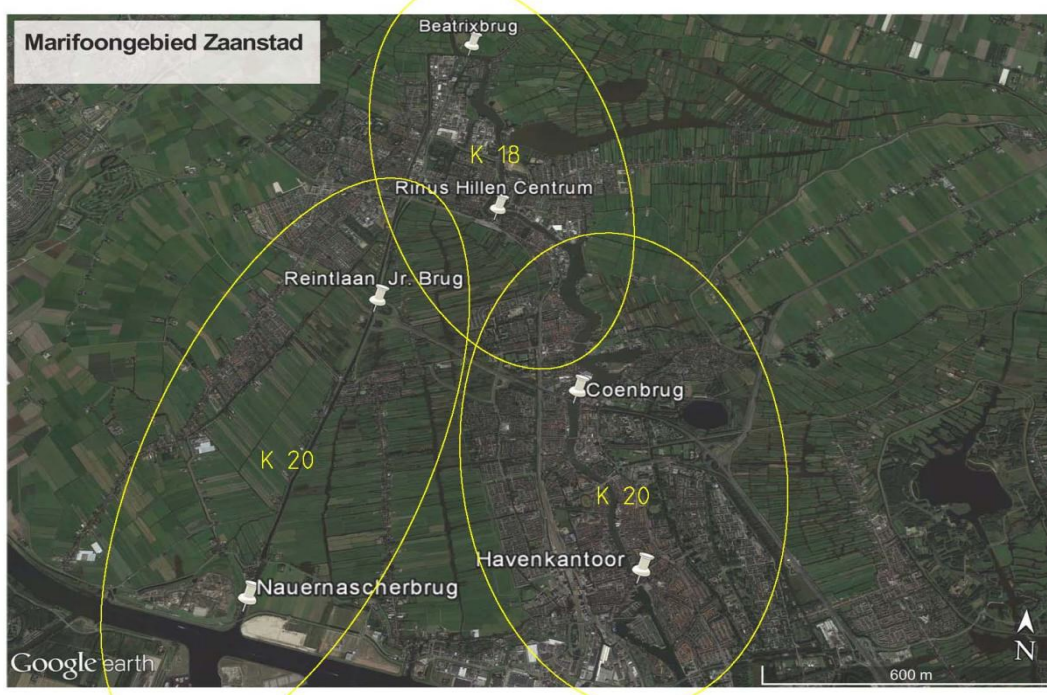 Marifoongebied Zaanstad
Beatrixbrug
K 18
Rinus Hillen Centrum
Reintlaan Jr. Brug
Coenbrug
K 20
K 20
Havenkantoor
Nauernascherbrug
Google earth
N
600 m